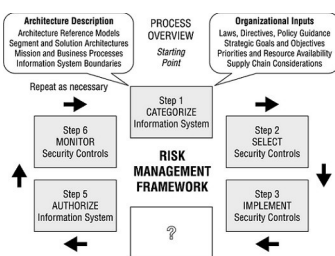 Architecture Description
Architecture Reference Models
Segment and Solution Architectures
Mission and Business Processes
Information System Boundaries
PROCESS
OVERVIEW
Starting
Point
Organizational Inputs
Laws, Directives, Policy Guidance
Strategic Goals and Objectives
Priorities and Resource Availability
Supply Chain Considerations
Repeat as necessary
Step 1
CATEGORIZE
Information System
Step 6
MONITOR
Security Controls
Step 2
SELECT
Security Controls
RISK
MANAGEMENT
FRAMEWORK
Step 5
AUTHORIZE
Information System
Step 3
IMPLEMENT
Security Controls
?